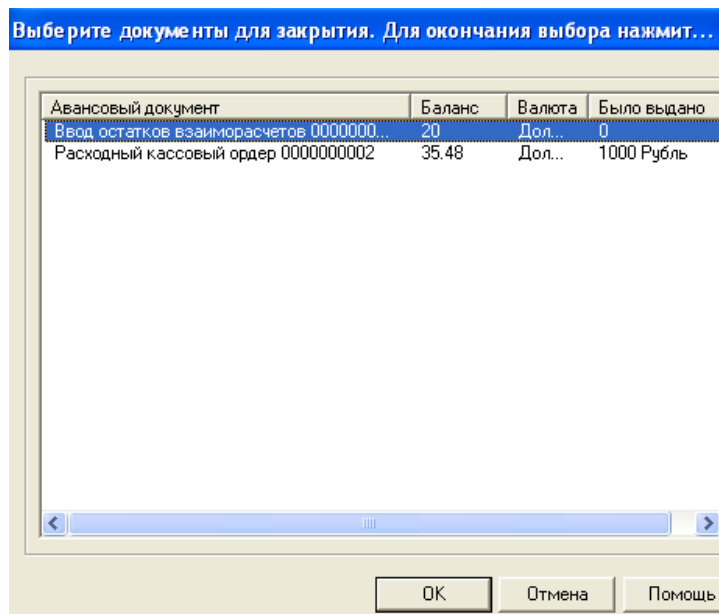 Выберите документы для закрытия. Для окончания выбора нажмит...
Авансовый документ Баланс Валюта Было выдано
Ввод остатков взаиморасчетов 0000000... 20 Дол... 0
Расходный кассовый ордер 0000000002 35.48 Дол... 1000 Рубль
OK Отмена Помощь